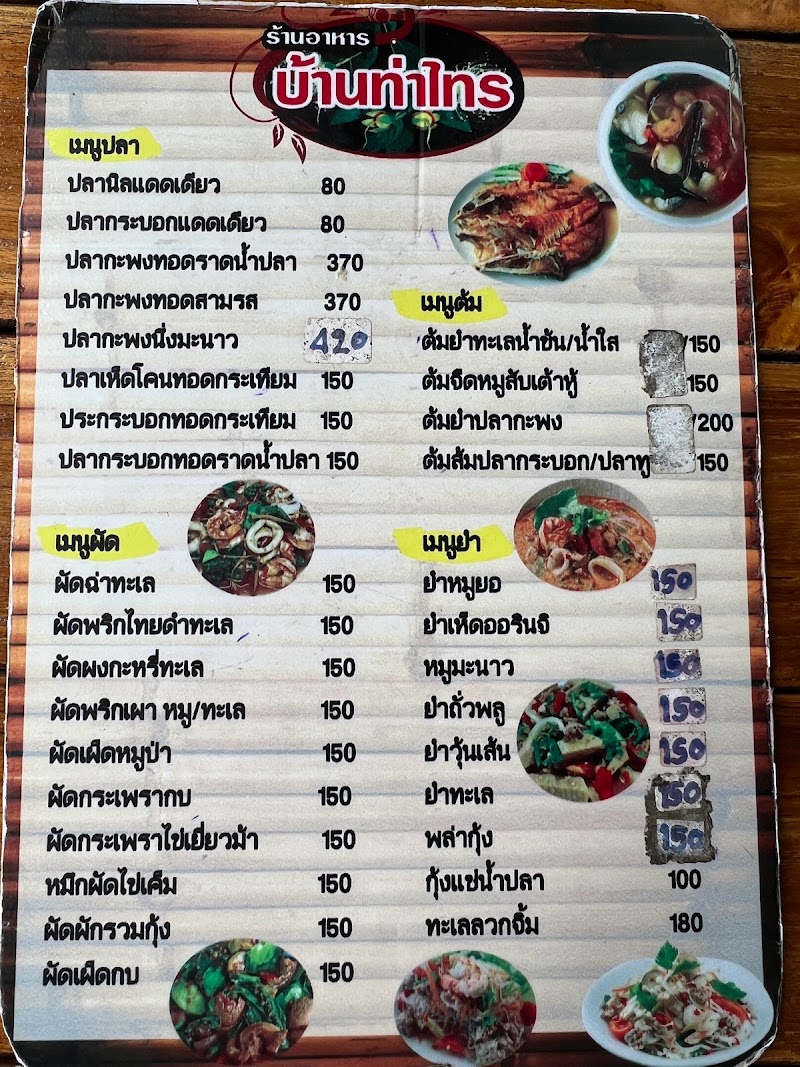 ร้านอาหาร
บ้านท่าไทร
เมนูปลา
ปลานิลแดดเดียว 80
ปลากระบอกแดดเดียว 80
ปลากะพงทอดราดน้ำปลา 370
ปลากะพงทอดสามรส 370
ปลากะพงนึ่งมะนาว 420
ปลาเห็ดโคนทอดกระเทียม 150
ประกระบอกทอดกระเทียม 150
ปลากระบอกทอดราดน้ำปลา 150
เมนูต้ม
ต้มยำทะเลน้ำข้น/น้ำใส /150
ต้มจืดหมูสับเต้าหู้ 150
ต้มยำปลากะพง /200
ต้มส้มปลากระบอก/ปลาทู 150
เมนูผัด
ผัดฉ่าทะเล 150
ผัดพริกไทยดำทะเล 150
ผัดผงกะหรี่ทะเล 150
ผัดพริกเผา หมู/ทะเล 150
ผัดเผ็ดหมูป่า 150
ผัดกระเพรากบ 150
ผัดกระเพราไข่เยี่ยวม้า 150
หมึกผัดไข่เค็ม 150
ผัดผักรวมกุ้ง 150
ผัดเผ็ดกบ 150
เมนูยำ
ยำหมูยอ 150
ยำเห็ดออรินจิ 150
หมูมะนาว 150
ยำถั่วพลู 150
ยำวุ้นเส้น 150
ยำทะเล 150
พล่ากุ้ง 150
กุ้งแช่น้ำปลา 100
ทะเลลวกจิ้ม 180